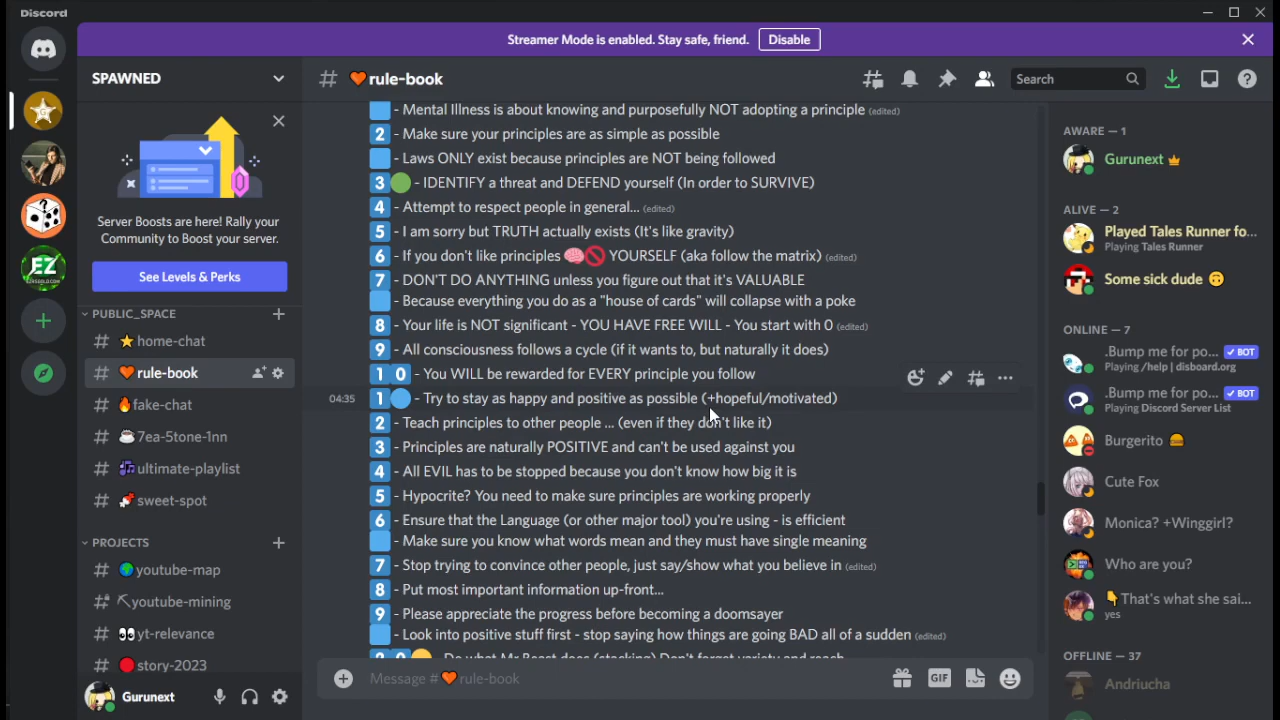 Discord
Streamer Mode is enabled. Stay safe, friend. Disable
SPAWNED
Server Boosts are here! Rally your
Community to Boost your server.
See Levels & Perks
PUBLIC_SPACE
# ⭐home-chat
# 🧡rule-book
# 🔥fake-chat
# ☕7ea-5tone-1nn
# 🎶ultimate-playlist
# 🍬sweet-spot
PROJECTS
# 🌍youtube-map
# ⛏youtube-mining
# 👀yt-relevance
# 🔴story-2023
Gurunext
# 🧡rule-book
Search
- Mental Illness is about knowing and purposefully NOT adopting a principle (edited)
2 - Make sure your principles are as simple as possible
- Laws ONLY exist because principles are NOT being followed
3 🟢 - IDENTIFY a threat and DEFEND yourself (In order to SURVIVE)
4 - Attempt to respect people in general... (edited)
5 - I am sorry but TRUTH actually exists (It's like gravity)
6 - If you don't like principles 🧠🚫 YOURSELF (aka follow the matrix) (edited)
7 - DON'T DO ANYTHING unless you figure out that it's VALUABLE
- Because everything you do as a "house of cards" will collapse with a poke
8 - Your life is NOT significant - YOU HAVE FREE WILL - You start with 0 (edited)
9 - All consciousness follows a cycle (if it wants to, but naturally it does)
1 0 - You WILL be rewarded for EVERY principle you follow
04:35 1 🔵 - Try to stay as happy and positive as possible (+hopeful/motivated)
2 - Teach principles to other people ... (even if they don't like it)
3 - Principles are naturally POSITIVE and can't be used against you
4 - All EVIL has to be stopped because you don't know how big it is
5 - Hypocrite? You need to make sure principles are working properly
6 - Ensure that the Language (or other major tool) you're using - is efficient
- Make sure you know what words mean and they must have single meaning
7 - Stop trying to convince other people, just say/show what you believe in (edited)
8 - Put most important information up-front...
9 - Please appreciate the progress before becoming a doomsayer
- Look into positive stuff first - stop saying how things are going BAD all of a sudden (edited)
2 0 🟡 - Do what Mr Beast does (stacking) Don't forget variety and reach
Message #🧡rule-book
GIF
AWARE — 1
Gurunext
ALIVE — 2
Played Tales Runner fo...
Playing Tales Runner
Some sick dude 🙃
ONLINE — 7
.Bump me for po... ✓ BOT
Playing /help | disboard.org
.Bump me for po... ✓ BOT
Playing Discord Server List
Burgerito 🍔
Cute Fox
Monica? +Winggirl?
Who are you?
👇That's what she sai...
yes
OFFLINE — 37
Andriucha
EZ